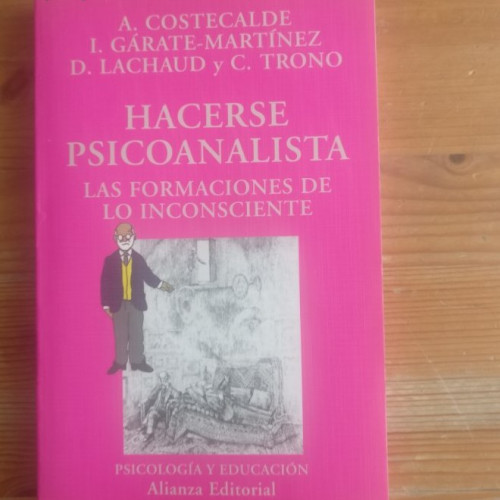 A. COSTECALDE
I. GÁRATE-MARTÍNEZ
D. LACHAUD y C. TRONO
HACERSE
PSICOANALISTA
LAS FORMACIONES DE
LO INCONSCIENTE
PSICOLOGÍA Y EDUCACIÓN
Alianza Editorial